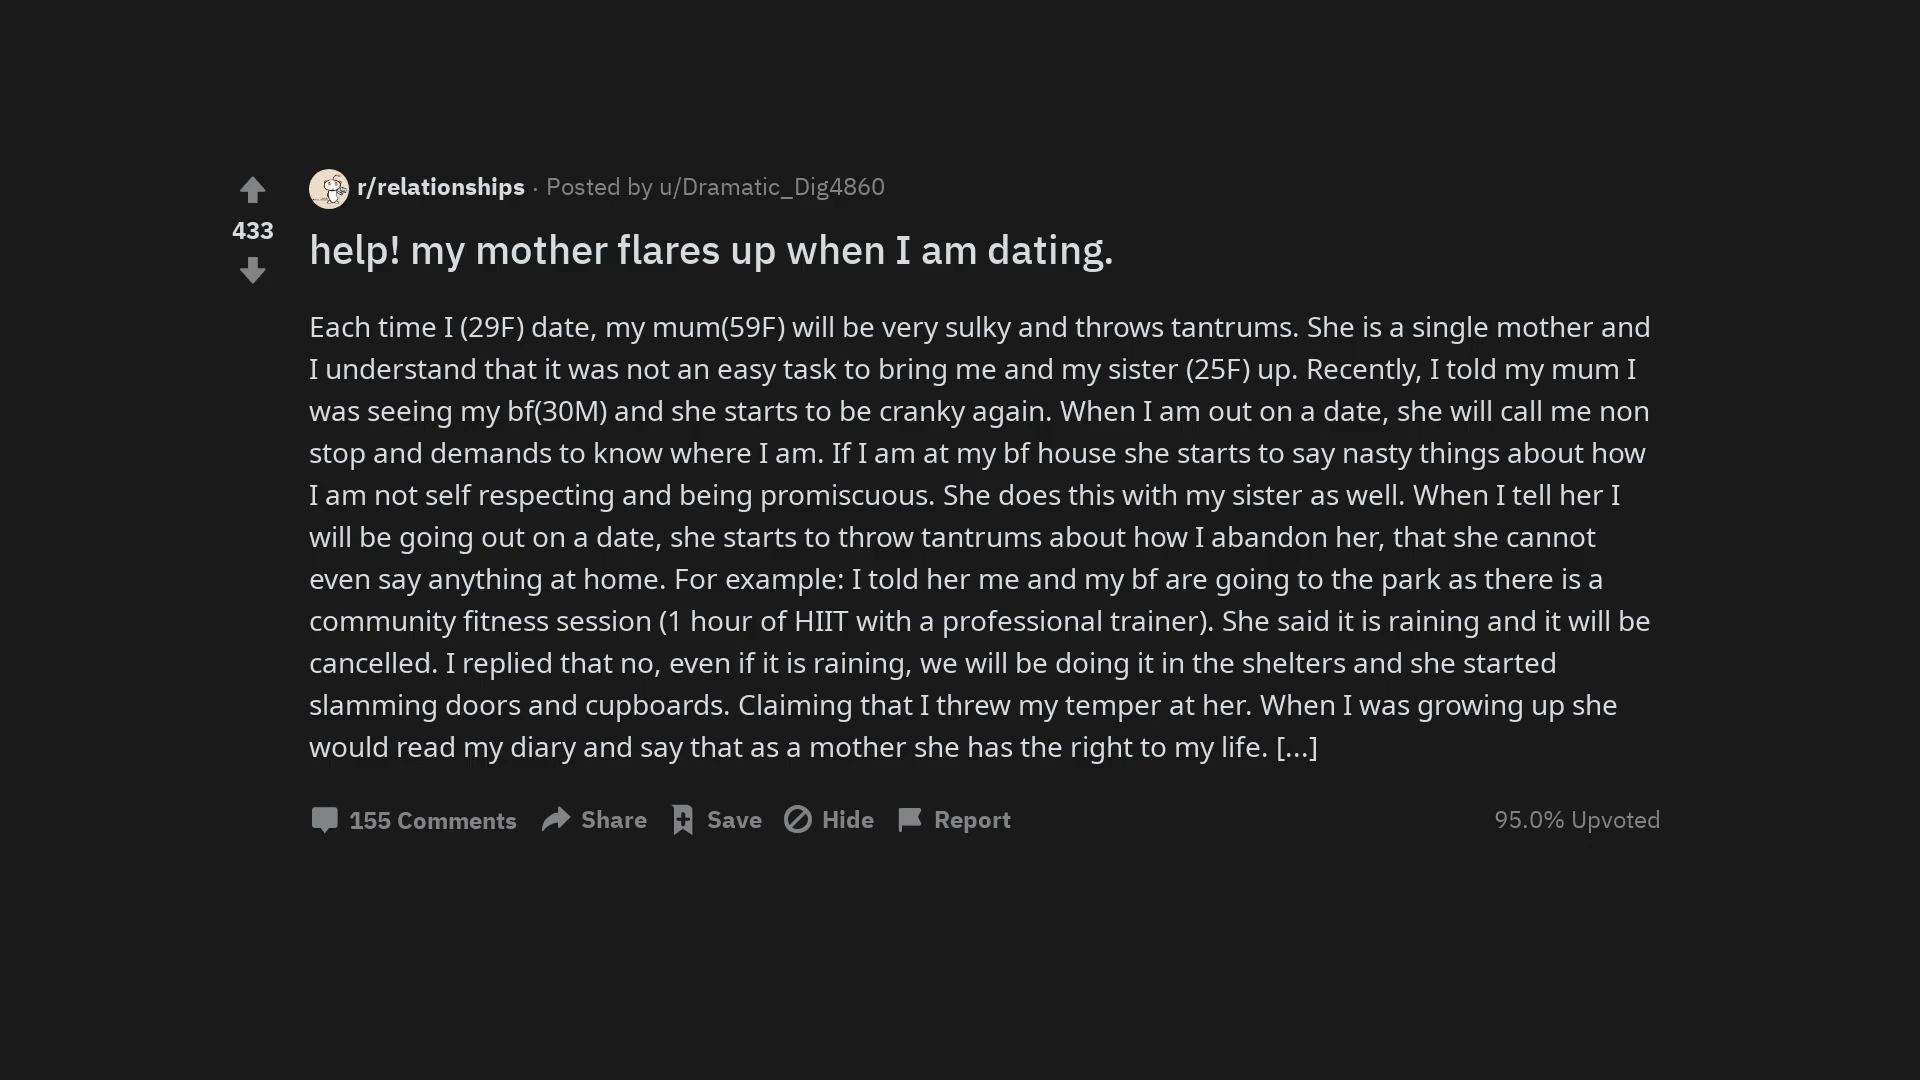 r/relationships · Posted by u/Dramatic_Dig4860
433
help! my mother flares up when I am dating.
Each time I (29F) date, my mum(59F) will be very sulky and throws tantrums. She is a single mother and
I understand that it was not an easy task to bring me and my sister (25F) up. Recently, I told my mum I
was seeing my bf(30M) and she starts to be cranky again. When I am out on a date, she will call me non
stop and demands to know where I am. If I am at my bf house she starts to say nasty things about how
I am not self respecting and being promiscuous. She does this with my sister as well. When I tell her I
will be going out on a date, she starts to throw tantrums about how I abandon her, that she cannot
even say anything at home. For example: I told her me and my bf are going to the park as there is a
community fitness session (1 hour of HIIT with a professional trainer). She said it is raining and it will be
cancelled. I replied that no, even if it is raining, we will be doing it in the shelters and she started
slamming doors and cupboards. Claiming that I threw my temper at her. When I was growing up she
would read my diary and say that as a mother she has the right to my life. [...]
155 Comments Share Save Hide Report 95.0% Upvoted